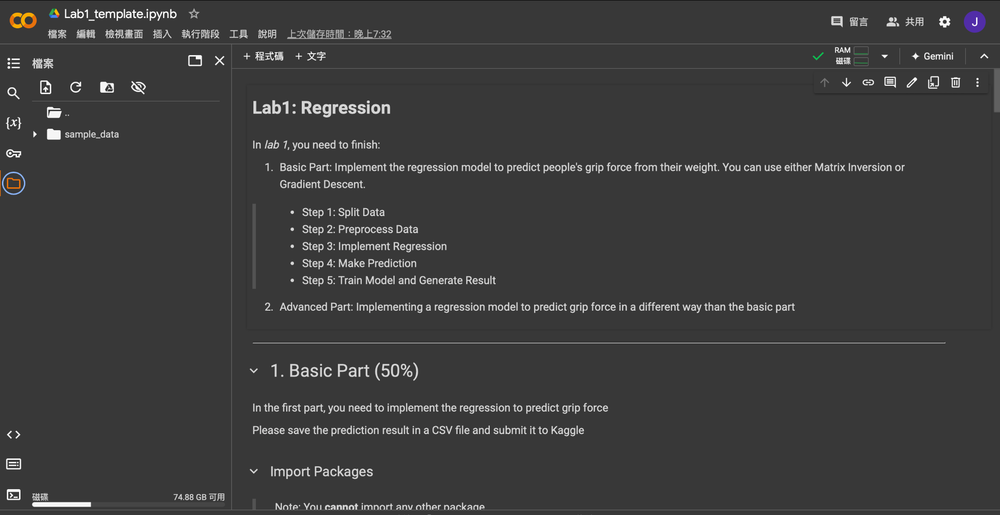 Lab1_template.ipynb
檔案 編輯 檢視畫面 插入 執行階段 工具 說明 上次儲存時間：晚上7:32
留言 共用 J
檔案
..
sample_data
磁碟 74.88 GB 可用
+ 程式碼 + 文字
RAM
磁碟
Gemini
Lab1: Regression
In lab 1, you need to finish:
1. Basic Part: Implement the regression model to predict people's grip force from their weight. You can use either Matrix Inversion or
Gradient Descent.
• Step 1: Split Data
• Step 2: Preprocess Data
• Step 3: Implement Regression
• Step 4: Make Prediction
• Step 5: Train Model and Generate Result
2. Advanced Part: Implementing a regression model to predict grip force in a different way than the basic part
1. Basic Part (50%)
In the first part, you need to implement the regression to predict grip force
Please save the prediction result in a CSV file and submit it to Kaggle
Import Packages
Note: You cannot import any other package